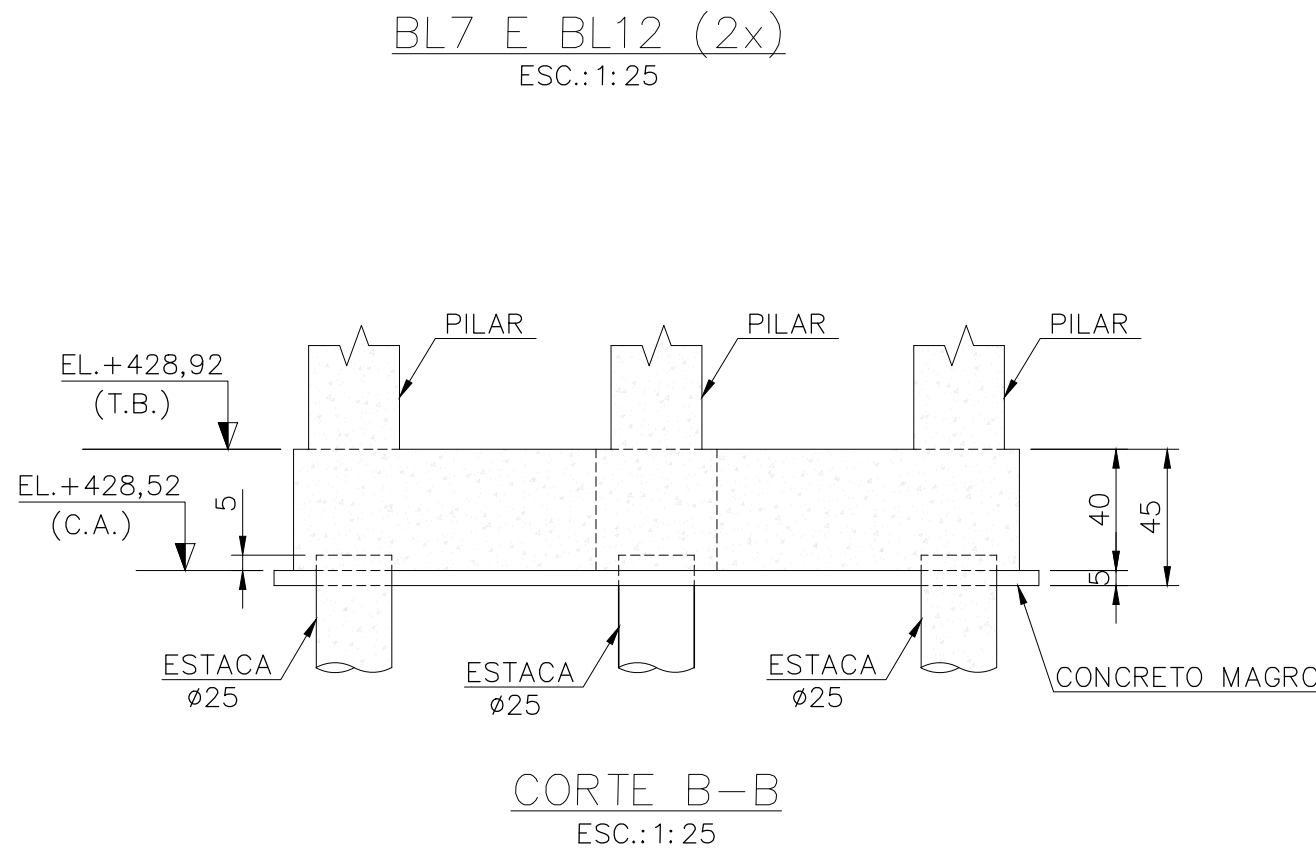 BL7 E BL12 (2x)
ESC.:1:25
PILAR
PILAR
PILAR
EL.+428,92
(T.B.)
EL.+428,52
(C.A.)
5
40
45
5
ESTACA
ø25
ESTACA
ø25
ESTACA
ø25
CONCRETO MAGRO
CORTE B-B
ESC.:1:25